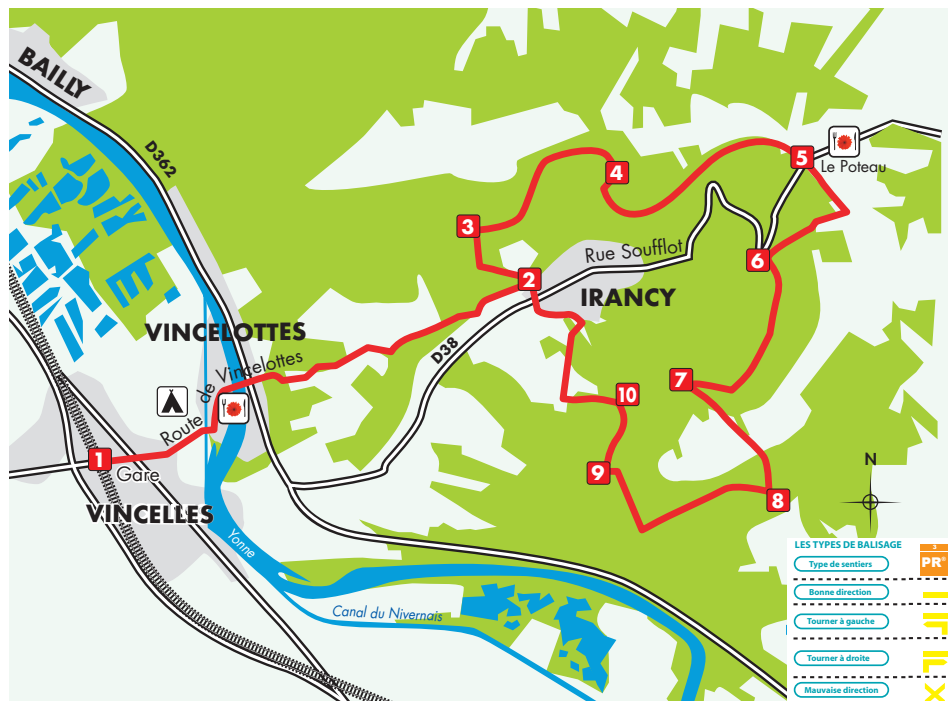 BAILLY
D362
5
Le Poteau
4
3
Rue Soufflot
6
2
IRANCY
VINCELOTTES
D38
Route de Vincelottes
7
10
1
Gare
9
N
8
VINCELLES
Yonne
Canal du Nivernais
LES TYPES DE BALISAGE
3
PR®
Type de sentiers
Bonne direction
Tourner à gauche
Tourner à droite
Mauvaise direction